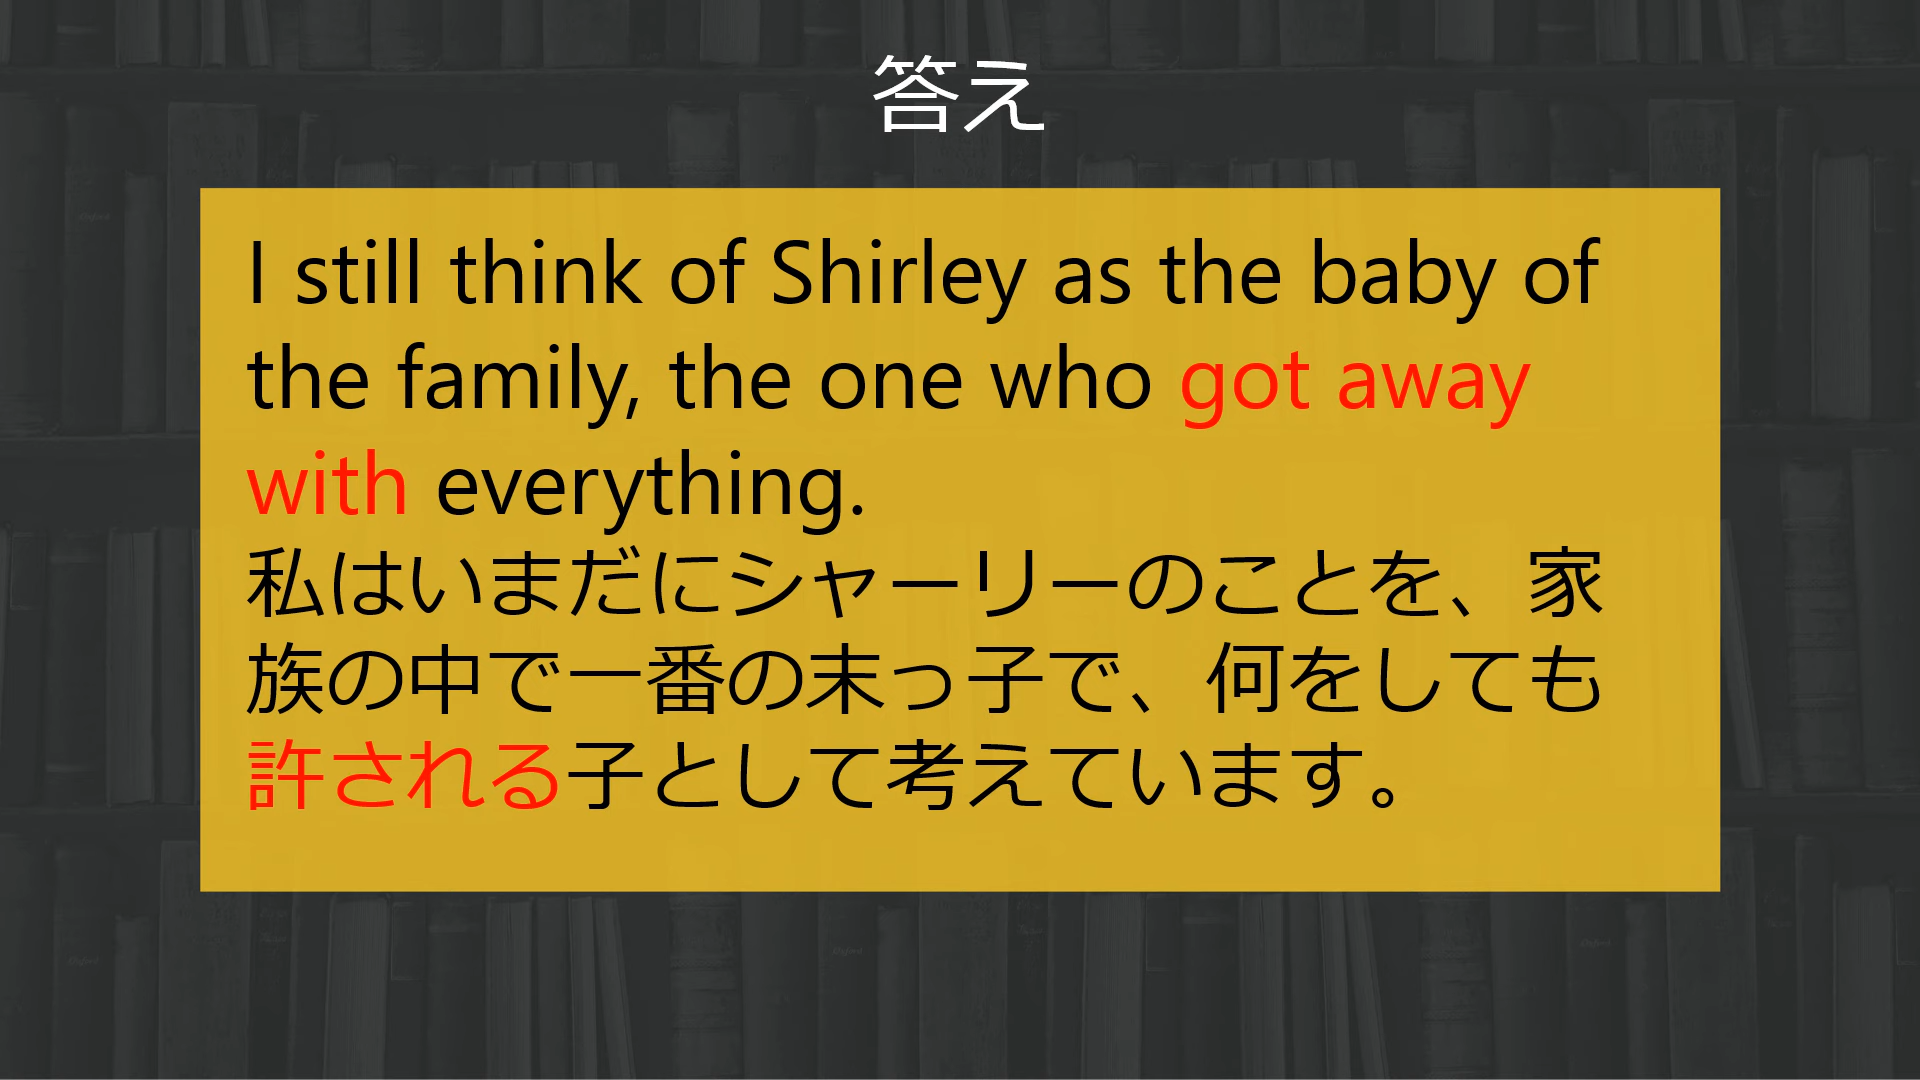 答え
I still think of Shirley as the baby of
the family, the one who got away
with everything.
私はいまだにシャーリーのことを、家
族の中で一番の末っ子で、何をしても
許される子として考えています。